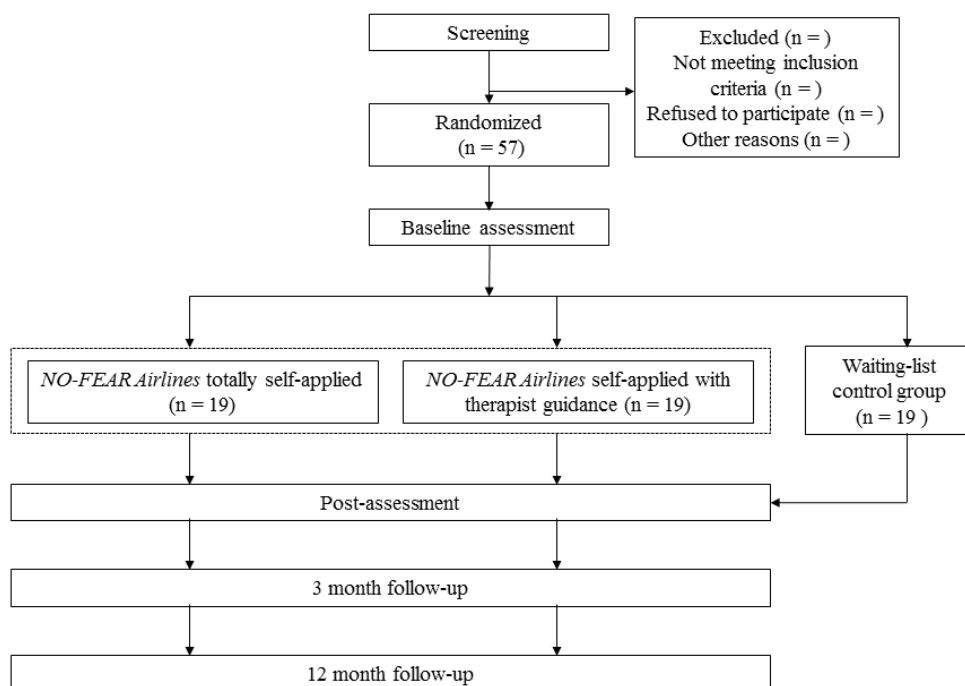 Screening
Excluded (n = )
Not meeting inclusion
criteria (n = )
Refused to participate (n = )
Other reasons (n = )
Randomized
(n = 57)
Baseline assessment
NO-FEAR Airlines totally self-applied
(n = 19)
NO-FEAR Airlines self-applied with
therapist guidance (n = 19)
Waiting-list
control group
(n = 19 )
Post-assessment
3 month follow-up
12 month follow-up